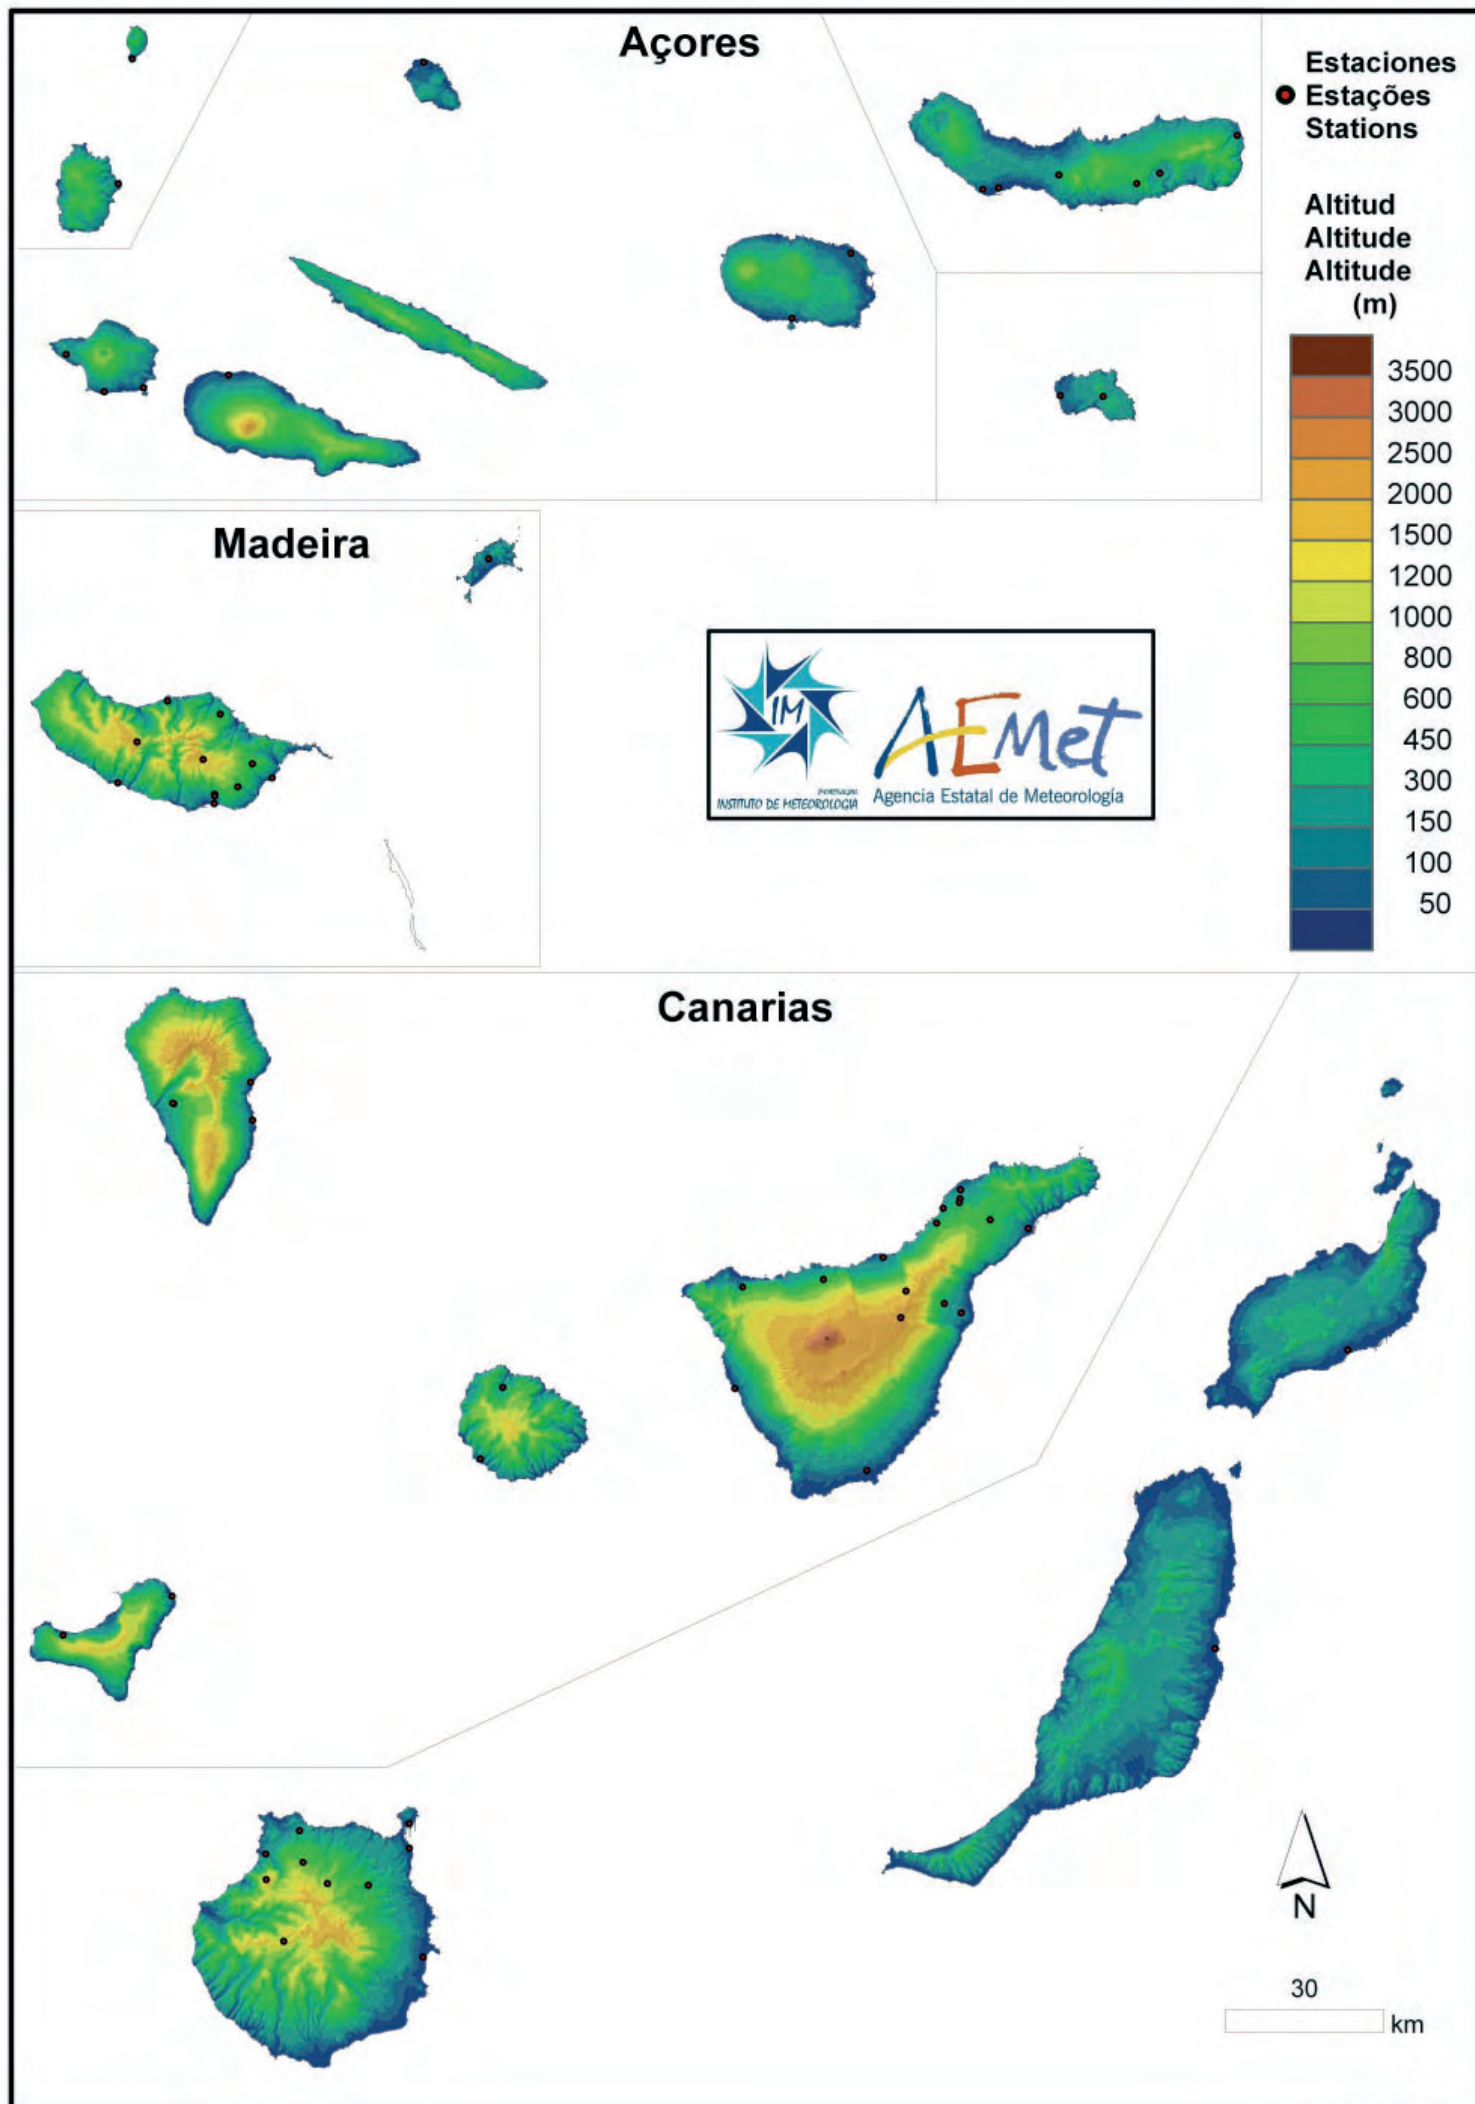 Açores
Estaciones
Estações
Stations
Altitud
Altitude
Altitude
(m)
3500
3000
2500
2000
1500
1200
1000
800
600
450
300
150
100
50
Madeira
IM
PORTUGAL
INSTITUTO DE METEOROLOGIA
AEMet
Agencia Estatal de Meteorología
Canarias
N
30
km